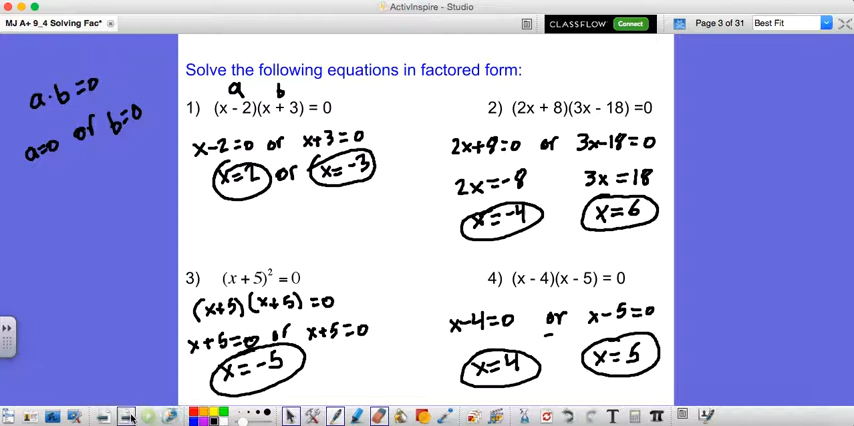 ActivInspire - Studio
MJ A+ 9_4 Solving Fac*
CLASSFLOW Connect
Page 3 of 31
Best Fit
a·b=0
a=0 or b=0
Solve the following equations in factored form:
a b
1) (x - 2)(x + 3) = 0
x-2=0 or x+3=0
x=2 or x=-3
2) (2x + 8)(3x - 18) =0
2x+8=0 or 3x-18=0
2x=-8 3x=18
x=-4 x=6
3) (x + 5)² = 0
(x+5)(x+5)=0
x+5=0 or x+5=0
x=-5
4) (x - 4)(x - 5) = 0
x-4=0 or x-5=0
x=4 x=5